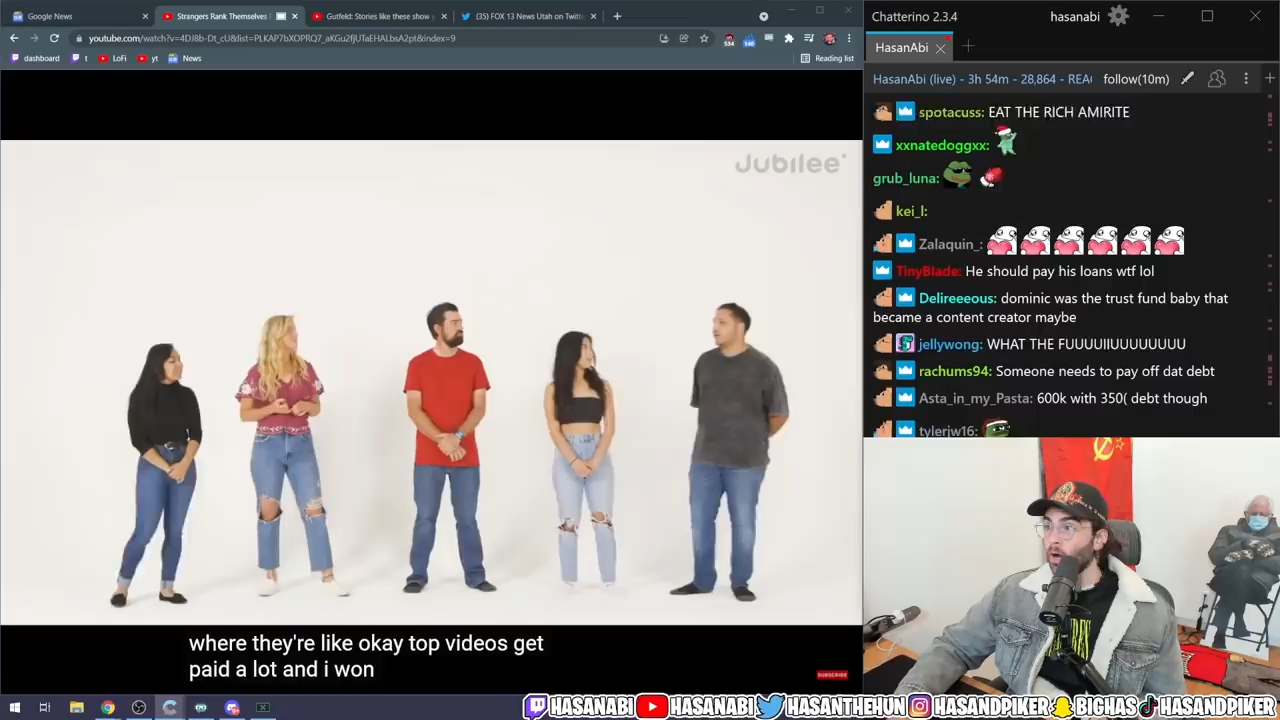 Google News
Strangers Rank Themselves
Gutfeld: Stories like these show
(35) FOX 13 News Utah on Twitt
youtube.com/watch?v=4DJ8b-Dt_cU&list=PLKAP7bXOPRQ7_aKGu2fjUTaEHALbsA2pt&index=9
534
140
dashboard
t
LoFi
yt
News
Reading list
Jubilee
where they're like okay top videos get
paid a lot and i won
SUBSCRIBE
Chatterino 2.3.4
hasanabi
HasanAbi
HasanAbi (live) - 3h 54m - 28,864 - REA
follow(10m)
spotacuss: EAT THE RICH AMIRITE
xxnatedoggxx:
grub_luna:
kei_l:
Zalaquin_:
TinyBlade: He should pay his loans wtf lol
Delireeeous: dominic was the trust fund baby that
became a content creator maybe
jellywong: WHAT THE FUUUUIIUUUUUUUU
rachums94: Someone needs to pay off dat debt
Asta_in_my_Pasta: 600k with 350( debt though
tylerjw16:
HASANABI HASANABI HASANTHEHUN HASANDPIKER BIGHAS HASANDPIKER